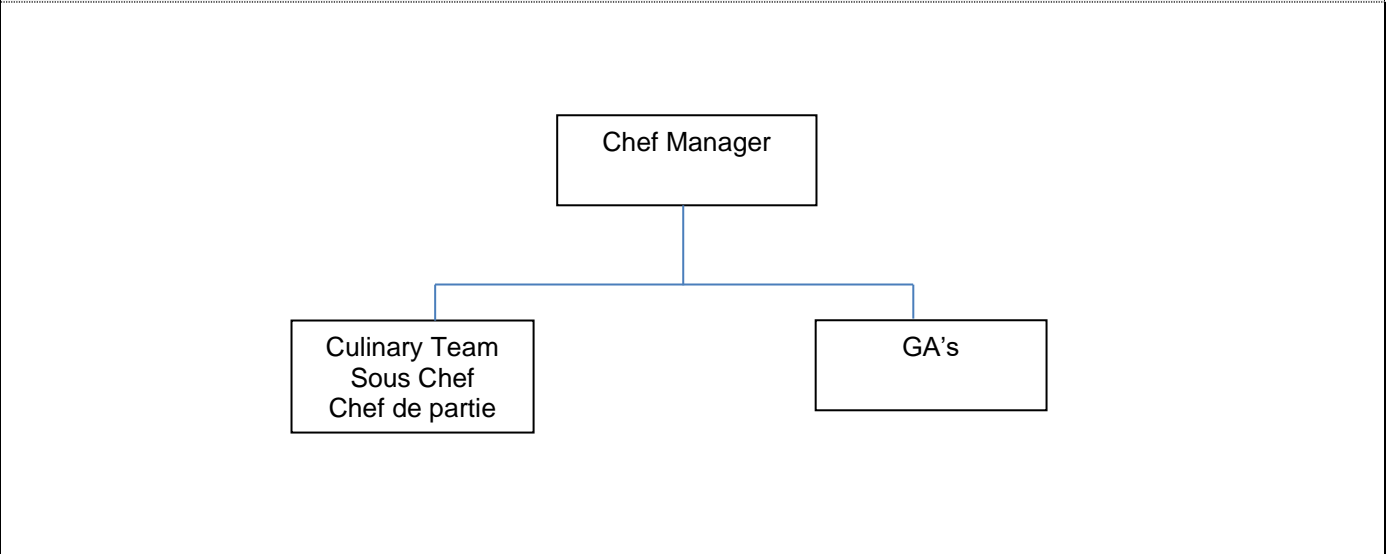 Chef Manager
Culinary Team
Sous Chef
Chef de partie
GA’s